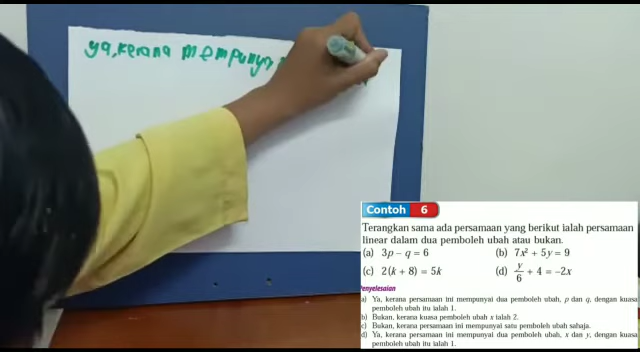 ya, kerana mempunya
Contoh 6
Terangkan sama ada persamaan yang berikut ialah persamaan
linear dalam dua pemboleh ubah atau bukan.
(a) 3p – q = 6 (b) 7x² + 5y = 9
(c) 2(k + 8) = 5k (d) y/6 + 4 = –2x
Penyelesaian
a) Ya, kerana persamaan ini mempunyai dua pemboleh ubah, p dan q, dengan kuasa
pemboleh ubah itu ialah 1.
b) Bukan, kerana kuasa pemboleh ubah x ialah 2.
c) Bukan, kerana persamaan ini mempunyai satu pemboleh ubah sahaja.
d) Ya, kerana persamaan ini mempunyai dua pemboleh ubah, x dan y, dengan kuasa
pemboleh ubah itu ialah 1.